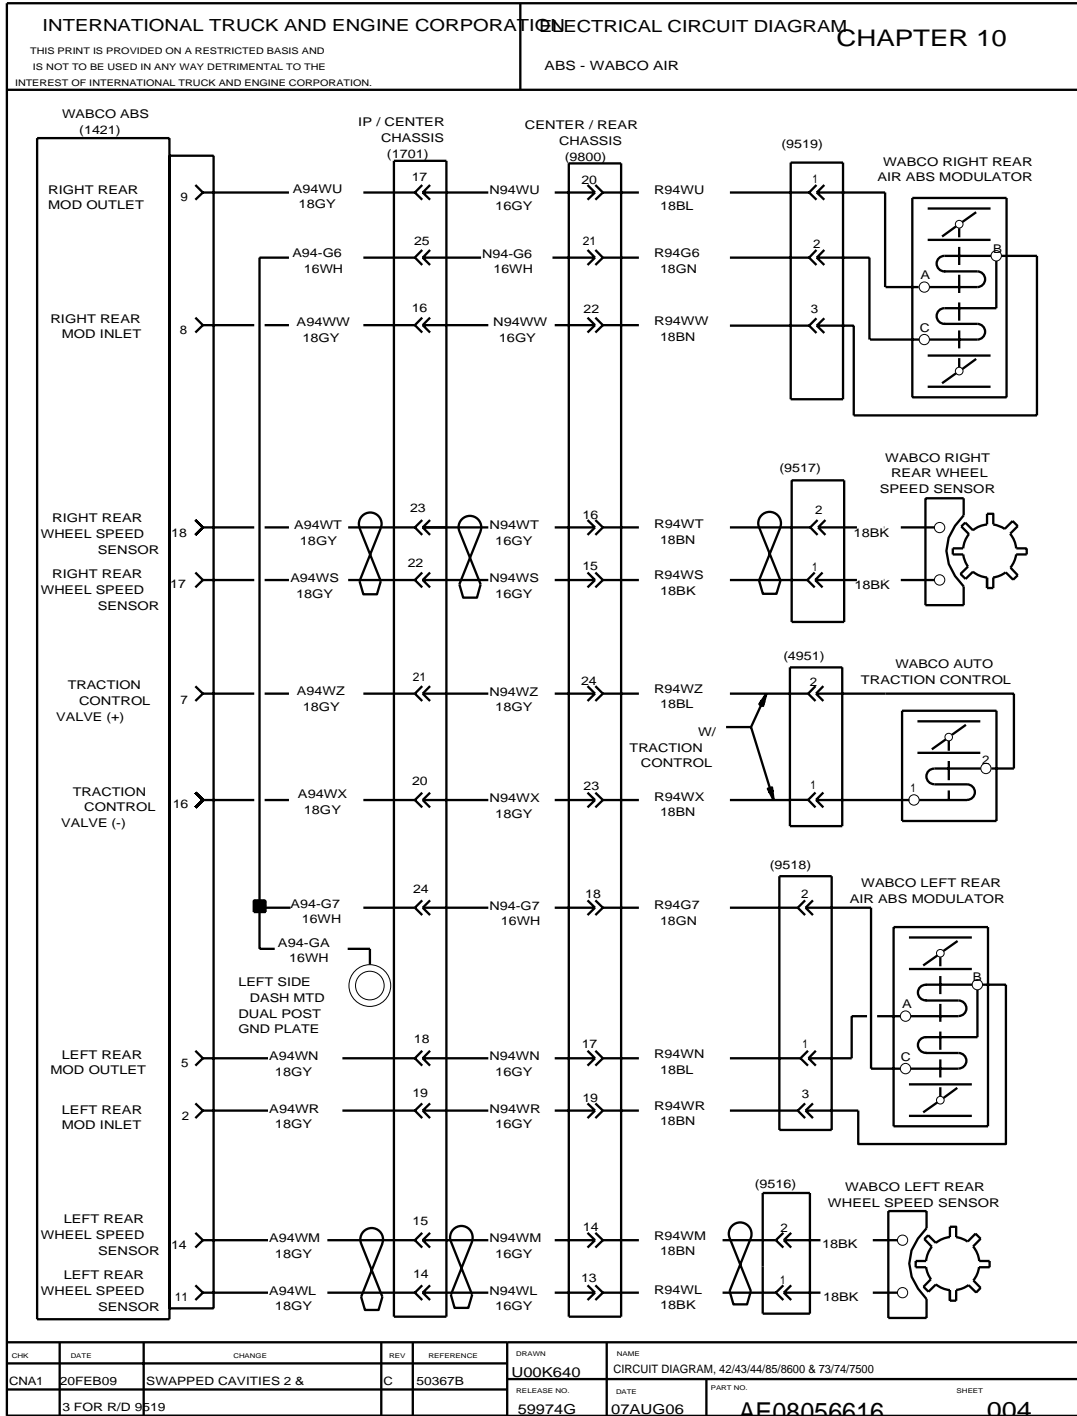 INTERNATIONAL TRUCK AND ENGINE CORPORATION
THIS PRINT IS PROVIDED ON A RESTRICTED BASIS AND
IS NOT TO BE USED IN ANY WAY DETRIMENTAL TO THE
INTEREST OF INTERNATIONAL TRUCK AND ENGINE CORPORATION.
ELECTRICAL CIRCUIT DIAGRAM
CHAPTER 10
ABS - WABCO AIR
WABCO ABS
(1421)
IP / CENTER
CHASSIS
(1701)
CENTER / REAR
CHASSIS
(9800)
(9519)
WABCO RIGHT REAR
AIR ABS MODULATOR
RIGHT REAR
MOD OUTLET
9
A94WU
18GY
17
N94WU
16GY
20
R94WU
18BL
1
A94-G6
16WH
25
N94-G6
16WH
21
R94G6
18GN
2
B
A
RIGHT REAR
MOD INLET
8
A94WW
18GY
16
N94WW
16GY
22
R94WW
18BN
3
C
(9517)
WABCO RIGHT
REAR WHEEL
SPEED SENSOR
RIGHT REAR
WHEEL SPEED
SENSOR
18
A94WT
18GY
23
N94WT
16GY
16
R94WT
18BN
2
18BK
RIGHT REAR
WHEEL SPEED
SENSOR
17
A94WS
18GY
22
N94WS
16GY
15
R94WS
18BK
1
18BK
(4951)
WABCO AUTO
TRACTION CONTROL
TRACTION
CONTROL
VALVE (+)
7
A94WZ
18GY
21
N94WZ
18GY
24
R94WZ
18BL
2
W/
TRACTION
CONTROL
2
1
TRACTION
CONTROL
VALVE (-)
16
A94WX
18GY
20
N94WX
18GY
23
R94WX
18BN
1
(9518)
WABCO LEFT REAR
AIR ABS MODULATOR
A94-G7
16WH
24
N94-G7
16WH
18
R94G7
18GN
2
A94-GA
16WH
LEFT SIDE
DASH MTD
DUAL POST
GND PLATE
B
A
C
LEFT REAR
MOD OUTLET
5
A94WN
18GY
18
N94WN
16GY
17
R94WN
18BL
1
LEFT REAR
MOD INLET
2
A94WR
18GY
19
N94WR
16GY
19
R94WR
18BN
3
(9516)
WABCO LEFT REAR
WHEEL SPEED SENSOR
LEFT REAR
WHEEL SPEED
SENSOR
14
A94WM
18GY
15
N94WM
16GY
14
R94WM
18BN
2
18BK
LEFT REAR
WHEEL SPEED
SENSOR
11
A94WL
18GY
14
N94WL
16GY
13
R94WL
18BK
1
18BK
CHK DATE CHANGE REV REFERENCE
CNA1 20FEB09 SWAPPED CAVITIES 2 & C 50367B
3 FOR R/D 9519
DRAWN
U00K640
NAME
CIRCUIT DIAGRAM, 42/43/44/85/8600 & 73/74/7500
RELEASE NO.
59974G
DATE
07AUG06
PART NO.
AE08056616
SHEET
004